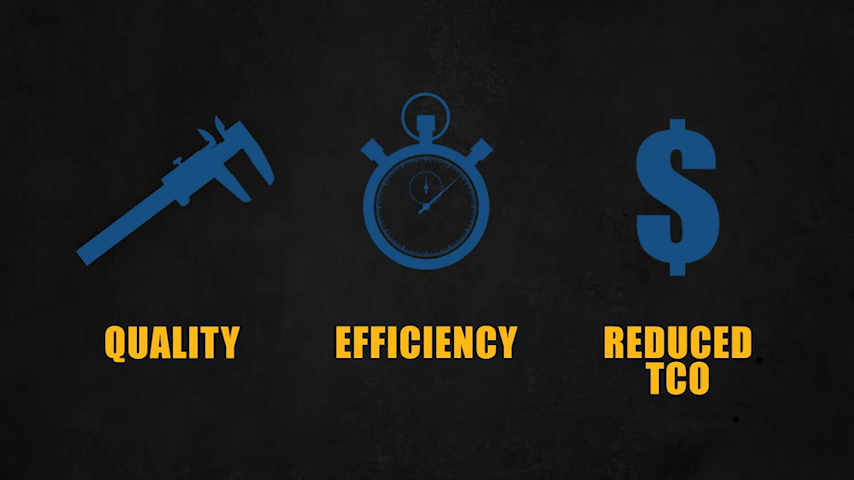 QUALITY
EFFICIENCY
REDUCED
TCO
$